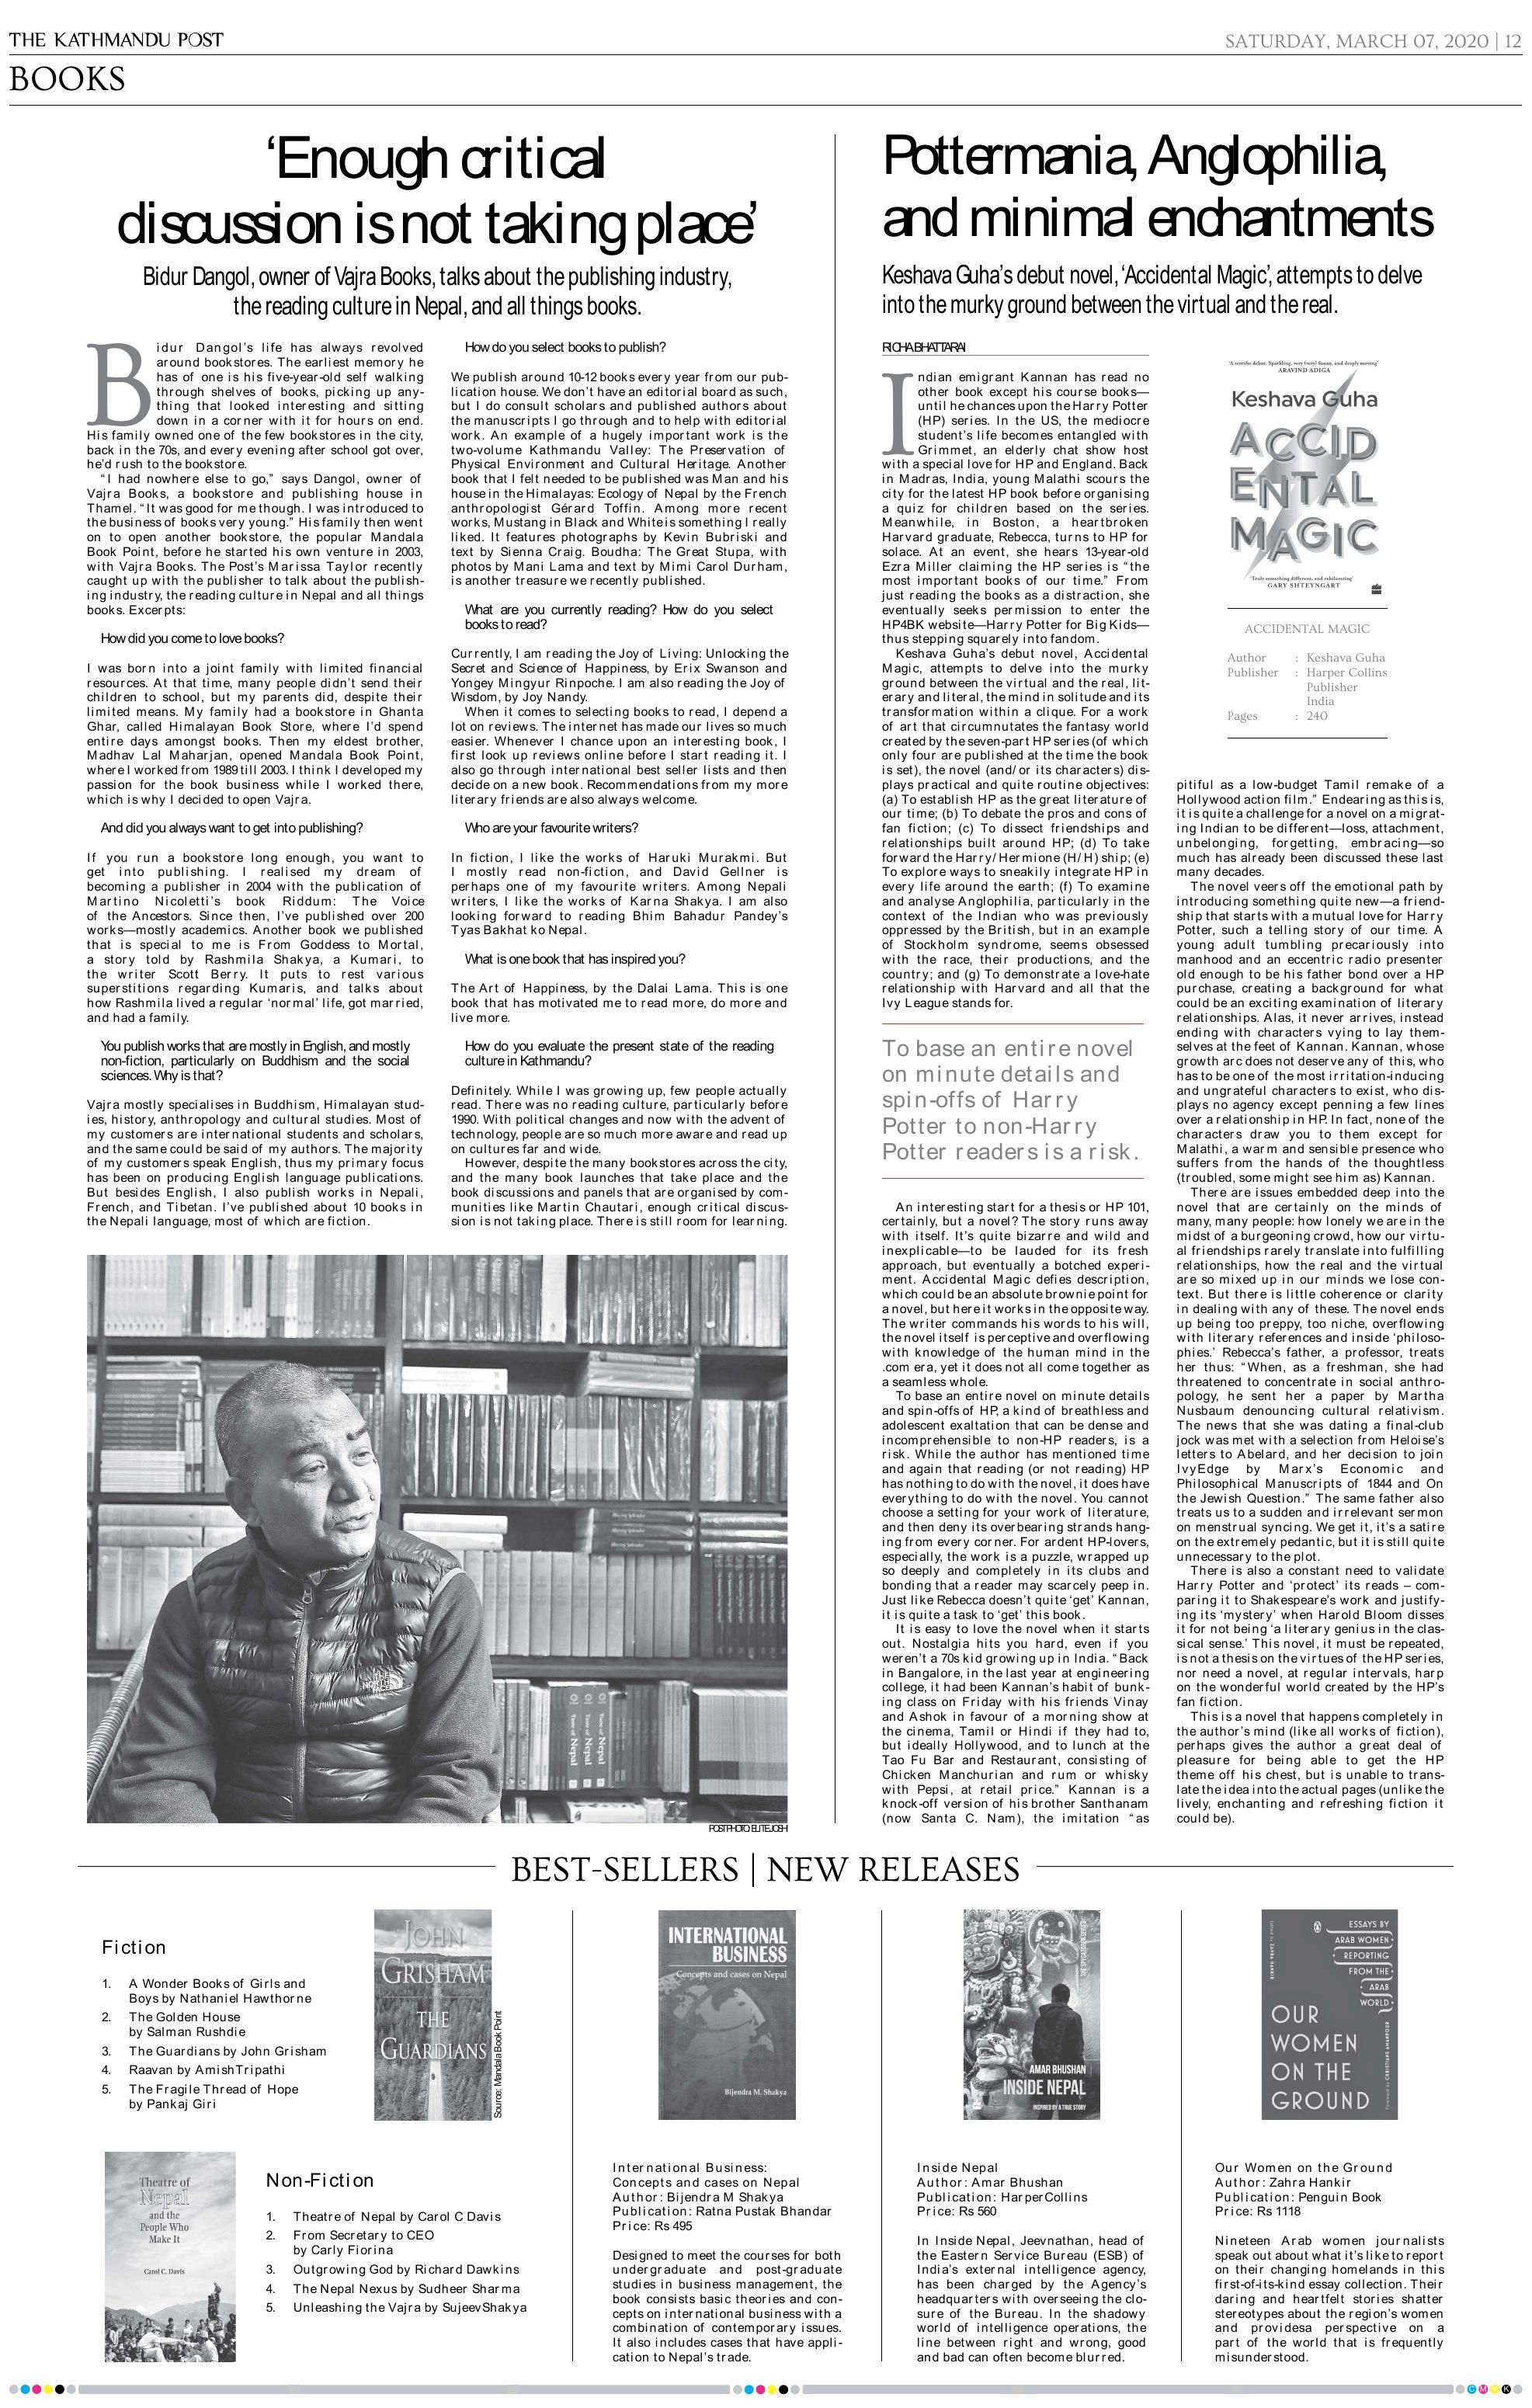 THE KATHMANDU POST
SATURDAY, MARCH 07, 2020 | 12
BOOKS
‘Enough critical
discussion is not taking place’
Bidur Dangol, owner of Vajra Books, talks about the publishing industry,
the reading culture in Nepal, and all things books.
Bidur Dangol’s life has always revolved
around bookstores. The earliest memory he
has of one is his five-year-old self walking
through shelves of books, picking up any-
thing that looked interesting and sitting
down in a corner with it for hours on end.
His family owned one of the few bookstores in the city,
back in the 70s, and every evening after school got over,
he’d rush to the bookstore.
“I had nowhere else to go,” says Dangol, owner of
Vajra Books, a bookstore and publishing house in
Thamel. “It was good for me though. I was introduced to
the business of books very young.” His family then went
on to open another bookstore, the popular Mandala
Book Point, before he started his own venture in 2003,
with Vajra Books. The Post’s Marissa Taylor recently
caught up with the publisher to talk about the publish-
ing industry, the reading culture in Nepal and all things
books. Excerpts:
How did you come to love books?
I was born into a joint family with limited financial
resources. At that time, many people didn’t send their
children to school, but my parents did, despite their
limited means. My family had a bookstore in Ghanta
Ghar, called Himalayan Book Store, where I’d spend
entire days amongst books. Then my eldest brother,
Madhav Lal Maharjan, opened Mandala Book Point,
where I worked from 1989 till 2003. I think I developed my
passion for the book business while I worked there,
which is why I decided to open Vajra.
And did you always want to get into publishing?
If you run a bookstore long enough, you want to
get into publishing. I realised my dream of
becoming a publisher in 2004 with the publication of
Martino Nicoletti’s book Riddum: The Voice
of the Ancestors. Since then, I’ve published over 200
works—mostly academics. Another book we published
that is special to me is From Goddess to Mortal,
a story told by Rashmila Shakya, a Kumari, to
the writer Scott Berry. It puts to rest various
superstitions regarding Kumaris, and talks about
how Rashmila lived a regular ‘normal’ life, got married,
and had a family.
You publish works that are mostly in English, and mostly
non-fiction, particularly on Buddhism and the social
sciences. Why is that?
Vajra mostly specialises in Buddhism, Himalayan stud-
ies, history, anthropology and cultural studies. Most of
my customers are international students and scholars,
and the same could be said of my authors. The majority
of my customers speak English, thus my primary focus
has been on producing English language publications.
But besides English, I also publish works in Nepali,
French, and Tibetan. I’ve published about 10 books in
the Nepali language, most of which are fiction.
How do you select books to publish?
We publish around 10-12 books every year from our pub-
lication house. We don’t have an editorial board as such,
but I do consult scholars and published authors about
the manuscripts I go through and to help with editorial
work. An example of a hugely important work is the
two-volume Kathmandu Valley: The Preservation of
Physical Environment and Cultural Heritage. Another
book that I felt needed to be published was Man and his
house in the Himalayas: Ecology of Nepal by the French
anthropologist Gérard Toffin. Among more recent
works, Mustang in Black and White is something I really
liked. It features photographs by Kevin Bubriski and
text by Sienna Craig. Boudha: The Great Stupa, with
photos by Mani Lama and text by Mimi Carol Durham,
is another treasure we recently published.
What are you currently reading? How do you select
books to read?
Currently, I am reading the Joy of Living: Unlocking the
Secret and Science of Happiness, by Erix Swanson and
Yongey Mingyur Rinpoche. I am also reading the Joy of
Wisdom, by Joy Nandy.
When it comes to selecting books to read, I depend a
lot on reviews. The internet has made our lives so much
easier. Whenever I chance upon an interesting book, I
first look up reviews online before I start reading it. I
also go through international best seller lists and then
decide on a new book. Recommendations from my more
literary friends are also always welcome.
Who are your favourite writers?
In fiction, I like the works of Haruki Murakmi. But
I mostly read non-fiction, and David Gellner is
perhaps one of my favourite writers. Among Nepali
writers, I like the works of Karna Shakya. I am also
looking forward to reading Bhim Bahadur Pandey’s
Tyas Bakhat ko Nepal.
What is one book that has inspired you?
The Art of Happiness, by the Dalai Lama. This is one
book that has motivated me to read more, do more and
live more.
How do you evaluate the present state of the reading
culture in Kathmandu?
Definitely. While I was growing up, few people actually
read. There was no reading culture, particularly before
1990. With political changes and now with the advent of
technology, people are so much more aware and read up
on cultures far and wide.
However, despite the many bookstores across the city,
and the many book launches that take place and the
book discussions and panels that are organised by com-
munities like Martin Chautari, enough critical discus-
sion is not taking place. There is still room for learning.
THE NORTH FACE
Taste of Nepal
Taste of Nepal
Taste of Nepal
POST PHOTO: ELITE JOSHI
Pottermania, Anglophilia,
and minimal enchantments
Keshava Guha’s debut novel, ‘Accidental Magic’, attempts to delve
into the murky ground between the virtual and the real.
RICHA BHATTARAI
Indian emigrant Kannan has read no
other book except his course books—
until he chances upon the Harry Potter
(HP) series. In the US, the mediocre
student’s life becomes entangled with
Grimmet, an elderly chat show host
with a special love for HP and England. Back
in Madras, India, young Malathi scours the
city for the latest HP book before organising
a quiz for children based on the series.
Meanwhile, in Boston, a heartbroken
Harvard graduate, Rebecca, turns to HP for
solace. At an event, she hears 13-year-old
Ezra Miller claiming the HP series is “the
most important books of our time.” From
just reading the books as a distraction, she
eventually seeks permission to enter the
HP4BK website—Harry Potter for Big Kids—
thus stepping squarely into fandom.
Keshava Guha’s debut novel, Accidental
Magic, attempts to delve into the murky
ground between the virtual and the real, lit-
erary and literal, the mind in solitude and its
transformation within a clique. For a work
of art that circumnutates the fantasy world
created by the seven-part HP series (of which
only four are published at the time the book
is set), the novel (and/or its characters) dis-
plays practical and quite routine objectives:
(a) To establish HP as the great literature of
our time; (b) To debate the pros and cons of
fan fiction; (c) To dissect friendships and
relationships built around HP; (d) To take
forward the Harry/Hermione (H/H) ship; (e)
To explore ways to sneakily integrate HP in
every life around the earth; (f) To examine
and analyse Anglophilia, particularly in the
context of the Indian who was previously
oppressed by the British, but in an example
of Stockholm syndrome, seems obsessed
with the race, their productions, and the
country; and (g) To demonstrate a love-hate
relationship with Harvard and all that the
Ivy League stands for.
To base an entire novel
on minute details and
spin-offs of Harry
Potter to non-Harry
Potter readers is a risk.
An interesting start for a thesis or HP 101,
certainly, but a novel? The story runs away
with itself. It’s quite bizarre and wild and
inexplicable—to be lauded for its fresh
approach, but eventually a botched experi-
ment. Accidental Magic defies description,
which could be an absolute brownie point for
a novel, but here it works in the opposite way.
The writer commands his words to his will,
the novel itself is perceptive and overflowing
with knowledge of the human mind in the
.com era, yet it does not all come together as
a seamless whole.
To base an entire novel on minute details
and spin-offs of HP, a kind of breathless and
adolescent exaltation that can be dense and
incomprehensible to non-HP readers, is a
risk. While the author has mentioned time
and again that reading (or not reading) HP
has nothing to do with the novel, it does have
everything to do with the novel. You cannot
choose a setting for your work of literature,
and then deny its overbearing strands hang-
ing from every corner. For ardent HP-lovers,
especially, the work is a puzzle, wrapped up
so deeply and completely in its clubs and
bonding that a reader may scarcely peep in.
Just like Rebecca doesn’t quite ‘get’ Kannan,
it is quite a task to ‘get’ this book.
It is easy to love the novel when it starts
out. Nostalgia hits you hard, even if you
weren’t a 70s kid growing up in India. “Back
in Bangalore, in the last year at engineering
college, it had been Kannan’s habit of bunk-
ing class on Friday with his friends Vinay
and Ashok in favour of a morning show at
the cinema, Tamil or Hindi if they had to,
but ideally Hollywood, and to lunch at the
Tao Fu Bar and Restaurant, consisting of
Chicken Manchurian and rum or whisky
with Pepsi, at retail price.” Kannan is a
knock-off version of his brother Santhanam
(now Santa C. Nam), the imitation “as
‘A terrific debut. Sparkling, very (very) funny, and deeply moving’
ARAVIND ADIGA
Keshava Guha
ACCID
ENTAL
MAGIC
‘Truly something different, and exhilarating’
GARY SHTEYNGART
ACCIDENTAL MAGIC
Author : Keshava Guha
Publisher : Harper Collins
Publisher
India
Pages : 240
pitiful as a low-budget Tamil remake of a
Hollywood action film.” Endearing as this is,
it is quite a challenge for a novel on a migrat-
ing Indian to be different—loss, attachment,
unbelonging, forgetting, embracing—so
much has already been discussed these last
many decades.
The novel veers off the emotional path by
introducing something quite new—a friend-
ship that starts with a mutual love for Harry
Potter, such a telling story of our time. A
young adult tumbling precariously into
manhood and an eccentric radio presenter
old enough to be his father bond over a HP
purchase, creating a background for what
could be an exciting examination of literary
relationships. Alas, it never arrives, instead
ending with characters vying to lay them-
selves at the feet of Kannan. Kannan, whose
growth arc does not deserve any of this, who
has to be one of the most irritation-inducing
and ungrateful characters to exist, who dis-
plays no agency except penning a few lines
over a relationship in HP. In fact, none of the
characters draw you to them except for
Malathi, a warm and sensible presence who
suffers from the hands of the thoughtless
(troubled, some might see him as) Kannan.
There are issues embedded deep into the
novel that are certainly on the minds of
many, many people: how lonely we are in the
midst of a burgeoning crowd, how our virtu-
al friendships rarely translate into fulfilling
relationships, how the real and the virtual
are so mixed up in our minds we lose con-
text. But there is little coherence or clarity
in dealing with any of these. The novel ends
up being too preppy, too niche, overflowing
with literary references and inside ‘philoso-
phies.’ Rebecca’s father, a professor, treats
her thus: “When, as a freshman, she had
threatened to concentrate in social anthro-
pology, he sent her a paper by Martha
Nusbaum denouncing cultural relativism.
The news that she was dating a final-club
jock was met with a selection from Heloise’s
letters to Abelard, and her decision to join
IvyEdge by Marx’s Economic and
Philosophical Manuscripts of 1844 and On
the Jewish Question.” The same father also
treats us to a sudden and irrelevant sermon
on menstrual syncing. We get it, it’s a satire
on the extremely pedantic, but it is still quite
unnecessary to the plot.
There is also a constant need to validate
Harry Potter and ‘protect’ its reads – com-
paring it to Shakespeare’s work and justify-
ing its ‘mystery’ when Harold Bloom disses
it for not being ‘a literary genius in the clas-
sical sense.’ This novel, it must be repeated,
is not a thesis on the virtues of the HP series,
nor need a novel, at regular intervals, harp
on the wonderful world created by the HP’s
fan fiction.
This is a novel that happens completely in
the author’s mind (like all works of fiction),
perhaps gives the author a great deal of
pleasure for being able to get the HP
theme off his chest, but is unable to trans-
late the idea into the actual pages (unlike the
lively, enchanting and refreshing fiction it
could be).
BEST-SELLERS | NEW RELEASES
Fiction
1. A Wonder Books of Girls and
Boys by Nathaniel Hawthorne
2. The Golden House
by Salman Rushdie
3. The Guardians by John Grisham
4. Raavan by AmishTripathi
5. The Fragile Thread of Hope
by Pankaj Giri
JOHN
GRISHAM
THE
GUARDIANS
Source: Mandala Book Point
Theatre of
Nepal
and the
People Who
Make It
Carol C. Davis
Non-Fiction
1. Theatre of Nepal by Carol C Davis
2. From Secretary to CEO
by Carly Fiorina
3. Outgrowing God by Richard Dawkins
4. The Nepal Nexus by Sudheer Sharma
5. Unleashing the Vajra by SujeevShakya
INTERNATIONAL
BUSINESS
Concepts and cases on Nepal
Bijendra M. Shakya
International Business:
Concepts and cases on Nepal
Author: Bijendra M Shakya
Publication: Ratna Pustak Bhandar
Price: Rs 495
Designed to meet the courses for both
undergraduate and post-graduate
studies in business management, the
book consists basic theories and con-
cepts on international business with a
combination of contemporary issues.
It also includes cases that have appli-
cation to Nepal’s trade.
AMAR BHUSHAN
INSIDE NEPAL
INSPIRED BY A TRUE STORY
Inside Nepal
Author: Amar Bhushan
Publication: HarperCollins
Price: Rs 560
In Inside Nepal, Jeevnathan, head of
the Eastern Service Bureau (ESB) of
India’s external intelligence agency,
has been charged by the Agency’s
headquarters with overseeing the clo-
sure of the Bureau. In the shadowy
world of intelligence operations, the
line between right and wrong, good
and bad can often become blurred.
ESSAYS BY
ARAB WOMEN
REPORTING
FROM THE
ARAB
WORLD
OUR
WOMEN
ON THE
GROUND
Edited by ZAHRA HANKIR
Foreword by CHRISTIANE AMANPOUR
Our Women on the Ground
Author: Zahra Hankir
Publication: Penguin Book
Price: Rs 1118
Nineteen Arab women journalists
speak out about what it’s like to report
on their changing homelands in this
first-of-its-kind essay collection. Their
daring and heartfelt stories shatter
stereotypes about the region’s women
and providesa perspective on a
part of the world that is frequently
misunderstood.
C M Y K